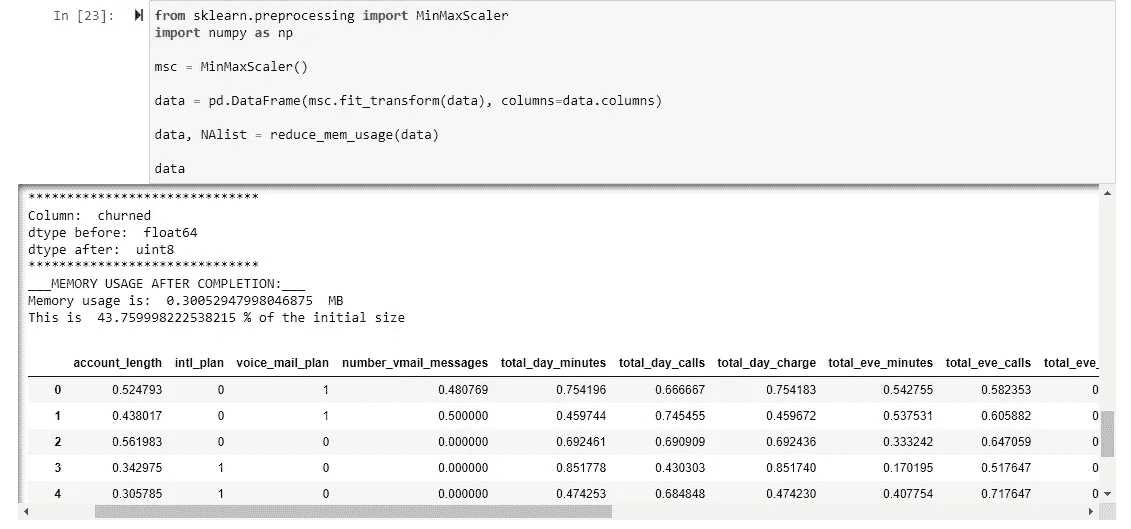 In [23]:
from sklearn.preprocessing import MinMaxScaler
import numpy as np
msc = MinMaxScaler()
data = pd.DataFrame(msc.fit_transform(data), columns=data.columns)
data, NAlist = reduce_mem_usage(data)
data
******************************
Column:  churned
dtype before:  float64
dtype after:  uint8
******************************
___MEMORY USAGE AFTER COMPLETION:___
Memory usage is:  0.30052947998046875  MB
This is  43.759998222538215 % of the initial size
account_length intl_plan voice_mail_plan number_vmail_messages total_day_minutes total_day_calls total_day_charge total_eve_minutes total_eve_calls total_eve_
0 0.524793 0 1 0.480769 0.754196 0.666667 0.754183 0.542755 0.582353 0
1 0.438017 0 1 0.500000 0.459744 0.745455 0.459672 0.537531 0.605882 0
2 0.561983 0 0 0.000000 0.692461 0.690909 0.692436 0.333242 0.647059 0
3 0.342975 1 0 0.000000 0.851778 0.430303 0.851740 0.170195 0.517647 0
4 0.305785 1 0 0.000000 0.474253 0.684848 0.474230 0.407754 0.717647 0